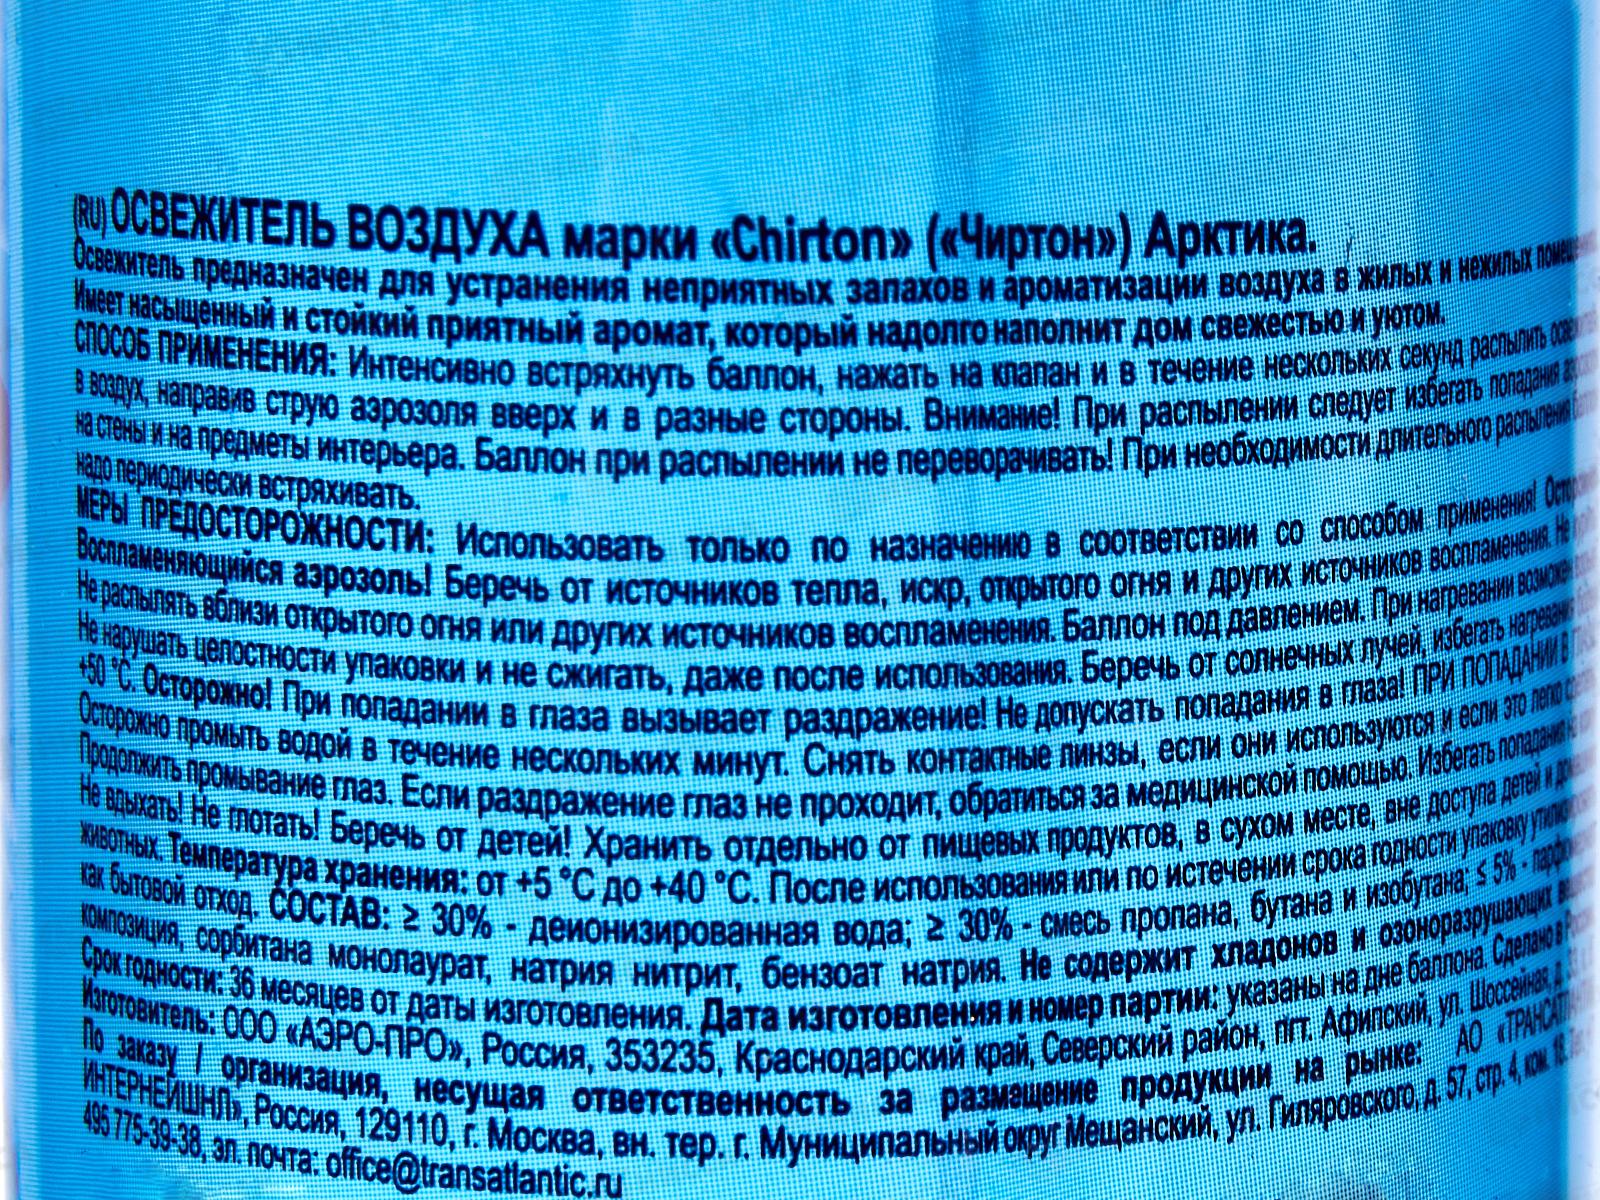 (RU) ОСВЕЖИТЕЛЬ ВОЗДУХА марки «Chirton» («Чиртон») Арктика.
Освежитель предназначен для устранения неприятных запахов и ароматизации воздуха в жилых и нежилых
Имеет насыщенный и стойкий приятный аромат, который надолго наполнит дом свежестью и уютом.
СПОСОБ ПРИМЕНЕНИЯ: Интенсивно встряхнуть баллон, нажать на клапан и в течение нескольких секунд распылить
в воздух, направив струю аэрозоля вверх и в разные стороны. Внимание! При распылении следует избегать попадания
на стены и на предметы интерьера. Баллон при распылении не переворачивать! При необходимости длительного распыления
надо периодически встряхивать.
МЕРЫ ПРЕДОСТОРОЖНОСТИ: Использовать только по назначению в соответствии со способом применения!
Воспламеняющийся аэрозоль! Беречь от источников тепла, искр, открытого огня и других источников воспламенения. Не
Не распылять вблизи открытого огня или других источников воспламенения. Баллон под давлением. При нагревании
Не нарушать целостности упаковки и не сжигать, даже после использования. Беречь от солнечных лучей, избегать
+50 °С. Осторожно! При попадании в глаза вызывает раздражение! Не допускать попадания в глаза! ПРИ ПОПАДАНИИ В
Осторожно промыть водой в течение нескольких минут. Снять контактные линзы, если они используются и если это легко
Продолжить промывание глаз. Если раздражение глаз не проходит, обратиться за медицинской помощью. Избегать попадания
Не вдыхать! Не глотать! Беречь от детей! Хранить отдельно от пищевых продуктов, в сухом месте, вне доступа детей и
животных. Температура хранения: от +5 °С до +40 °С. После использования или по истечении срока годности упаковку
как бытовой отход. СОСТАВ: ≥ 30% - деионизированная вода; ≥ 30% - смесь пропана, бутана и изобутана; ≤ 5% -
композиция, сорбитана монолаурат, натрия нитрит, бензоат натрия. Не содержит хладонов и озоноразрушающих
Срок годности: 36 месяцев от даты изготовления. Дата изготовления и номер партии: указаны на дне баллона. Сделано в
Изготовитель: ООО «АЭРО-ПРО», Россия, 353235, Краснодарский край, Северский район, пгт. Афипский, ул. Шоссейная, д.
По заказу / организация, несущая ответственность за размещение продукции на рынке: АО
ИНТЕРНЕЙШНЛ», Россия, 129110, г. Москва, вн. тер. г. Муниципальный округ Мещанский, ул. Гиляровского, д. 57, стр. 4, ком.
495 775-39-38, эл. почта: office@transatlantic.ru